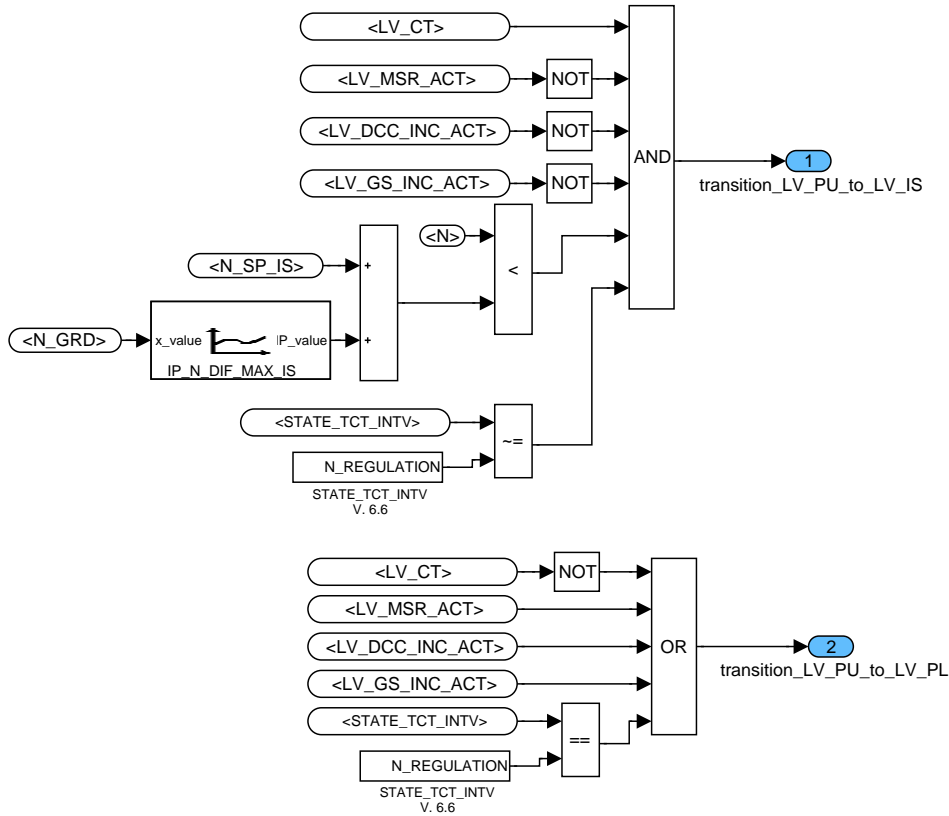 <LV_CT>
<LV_MSR_ACT>
NOT
<LV_DCC_INC_ACT>
NOT
AND
1
<LV_GS_INC_ACT>
NOT
transition_LV_PU_to_LV_IS
<N>
<N_SP_IS>
+
<
<N_GRD>
x_value
IP_value
+
IP_N_DIF_MAX_IS
<STATE_TCT_INTV>
~=
N_REGULATION
STATE_TCT_INTV
V. 6.6
<LV_CT>
NOT
<LV_MSR_ACT>
<LV_DCC_INC_ACT>
OR
2
transition_LV_PU_to_LV_PL
<LV_GS_INC_ACT>
<STATE_TCT_INTV>
==
N_REGULATION
STATE_TCT_INTV
V. 6.6